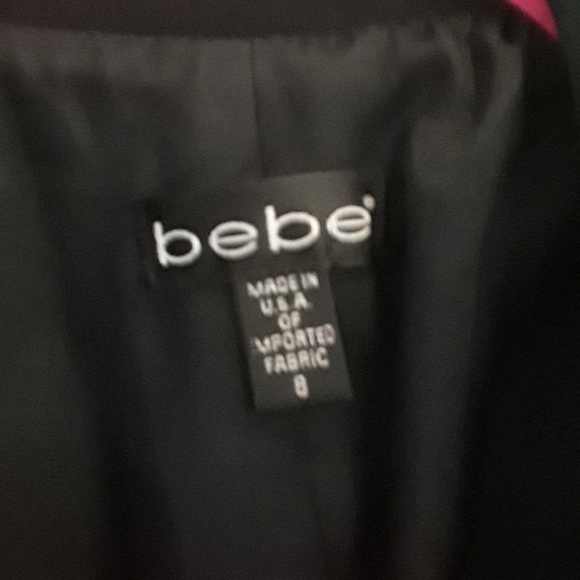 bebe
MADE IN
U.S.A.
OF
IMPORTED
FABRIC
8